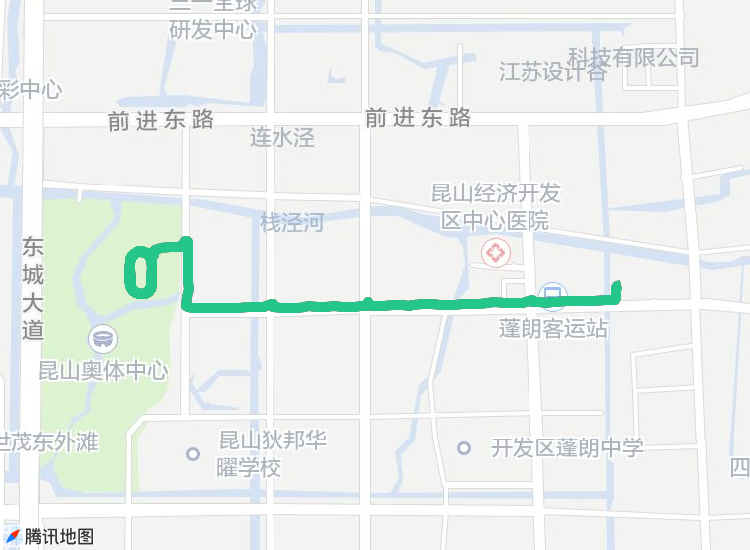 三一全球
研发中心
科技有限公司
江苏设计谷
彩中心
前进东路
前进东路
连水泾
昆山经济开发
区中心医院
栈泾河
东城大道
蓬朗客运站
昆山奥体中心
世茂东外滩
昆山狄邦华
曜学校
开发区蓬朗中学
四
腾讯地图